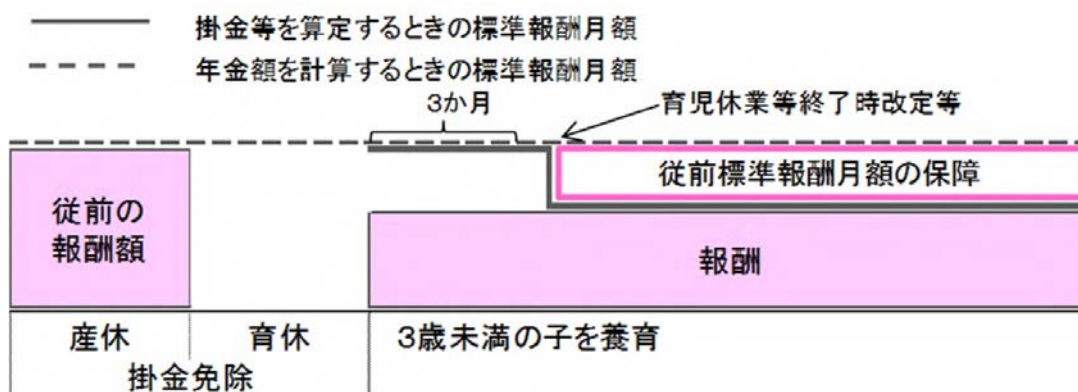 掛金等を算定するときの標準報酬月額
年金額を計算するときの標準報酬月額
3か月
育児休業等終了時改定等
従前標準報酬月額の保障
従前の
報酬額
報酬
産休
育休
3歳未満の子を養育
掛金免除